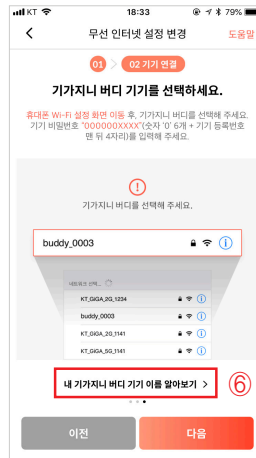 KT 18:33 79%
무선 인터넷 설정 변경 도움말
01 > 02 기기 연결
기가지니 버디 기기를 선택하세요.
휴대폰 Wi-Fi 설정 화면 이동 후, 기가지니 버디를 선택해 주세요.
기기 비밀번호 "000000XXXX"(숫자 '0' 6개 + 기기 등록번호
맨 뒤 4자리)를 입력해 주세요.
기가지니 버디를 선택해 주세요.
buddy_0003
네트워크 선택...
KT_GiGA_2G_1234
buddy_0003
KT_GiGA_2G_1141
KT_GiGA_5G_1141
내 기가지니 버디 기기 이름 알아보기 >
⑥
이전 다음